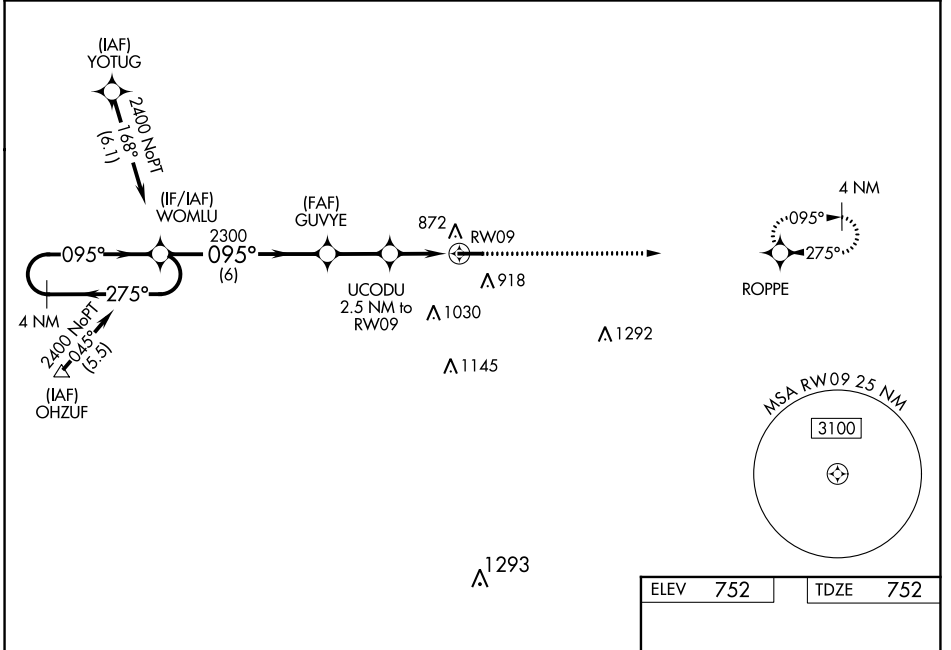 (IAF)
YOTUG
2400 NoPT
168°
(6.1)
(IF/IAF)
WOMLU
2300
095°
(6)
(FAF)
GUVYE
872
RW09
4 NM
095°
275°
ROPPE
095°
275°
4 NM
2400 NoPT
045°
(5.5)
(IAF)
OHZUF
UCODU
2.5 NM to
RW09
918
1030
1292
1145
MSA RW09 25 NM
3100
1293
ELEV 752
TDZE 752